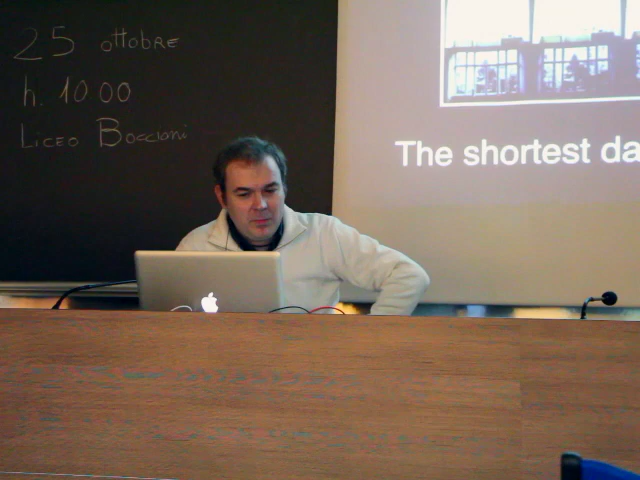 25 ottobre
h. 10 00
Liceo Boccioni
The shortest da